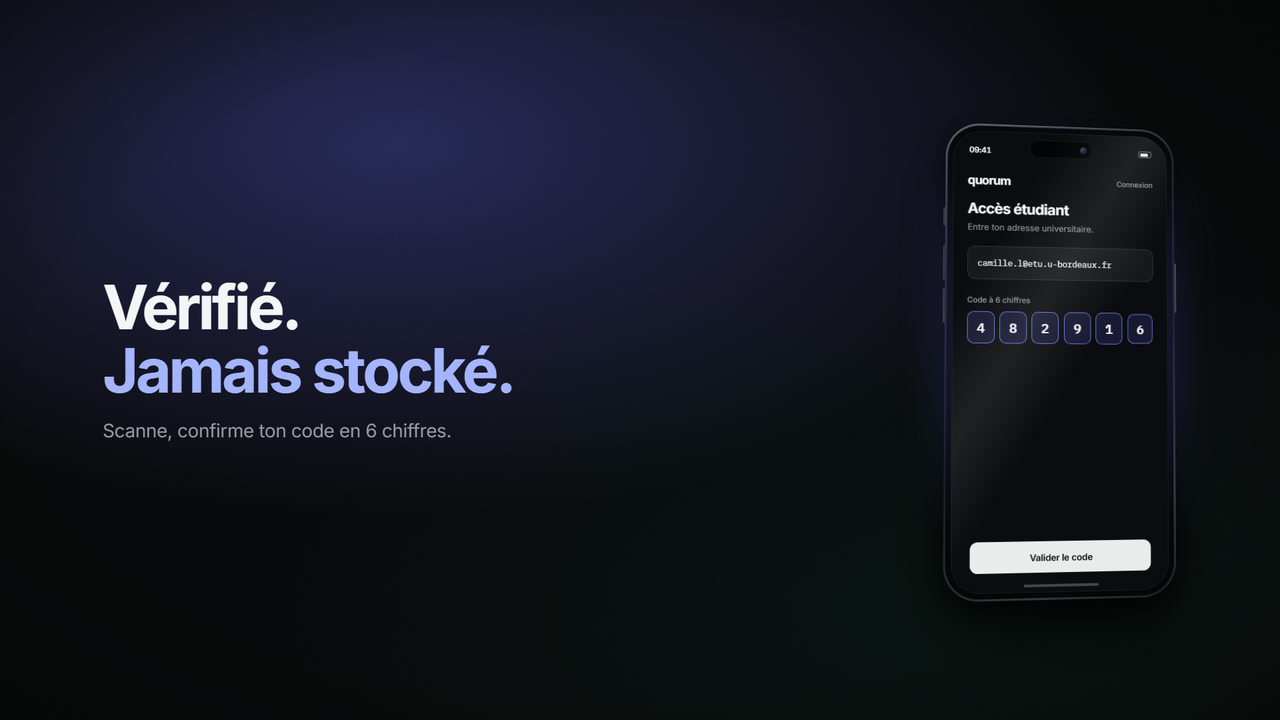 Vérifié.
Jamais stocké.
Scanne, confirme ton code en 6 chiffres.
09:41
quorum
Connexion
Accès étudiant
Entre ton adresse universitaire.
camille.l@etu.u-bordeaux.fr
Code à 6 chiffres
4 8 2 9 1 6
Valider le code